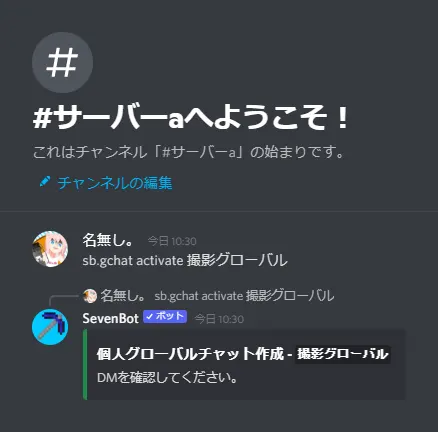 #サーバーaへようこそ！
これはチャンネル「#サーバーa」の始まりです。
チャンネルの編集
名無し。 今日 10:30
sb.gchat activate 撮影グローバル
名無し。 sb.gchat activate 撮影グローバル
SevenBot ✓ボット 今日 10:30
個人グローバルチャット作成 - 撮影グローバル
DMを確認してください。